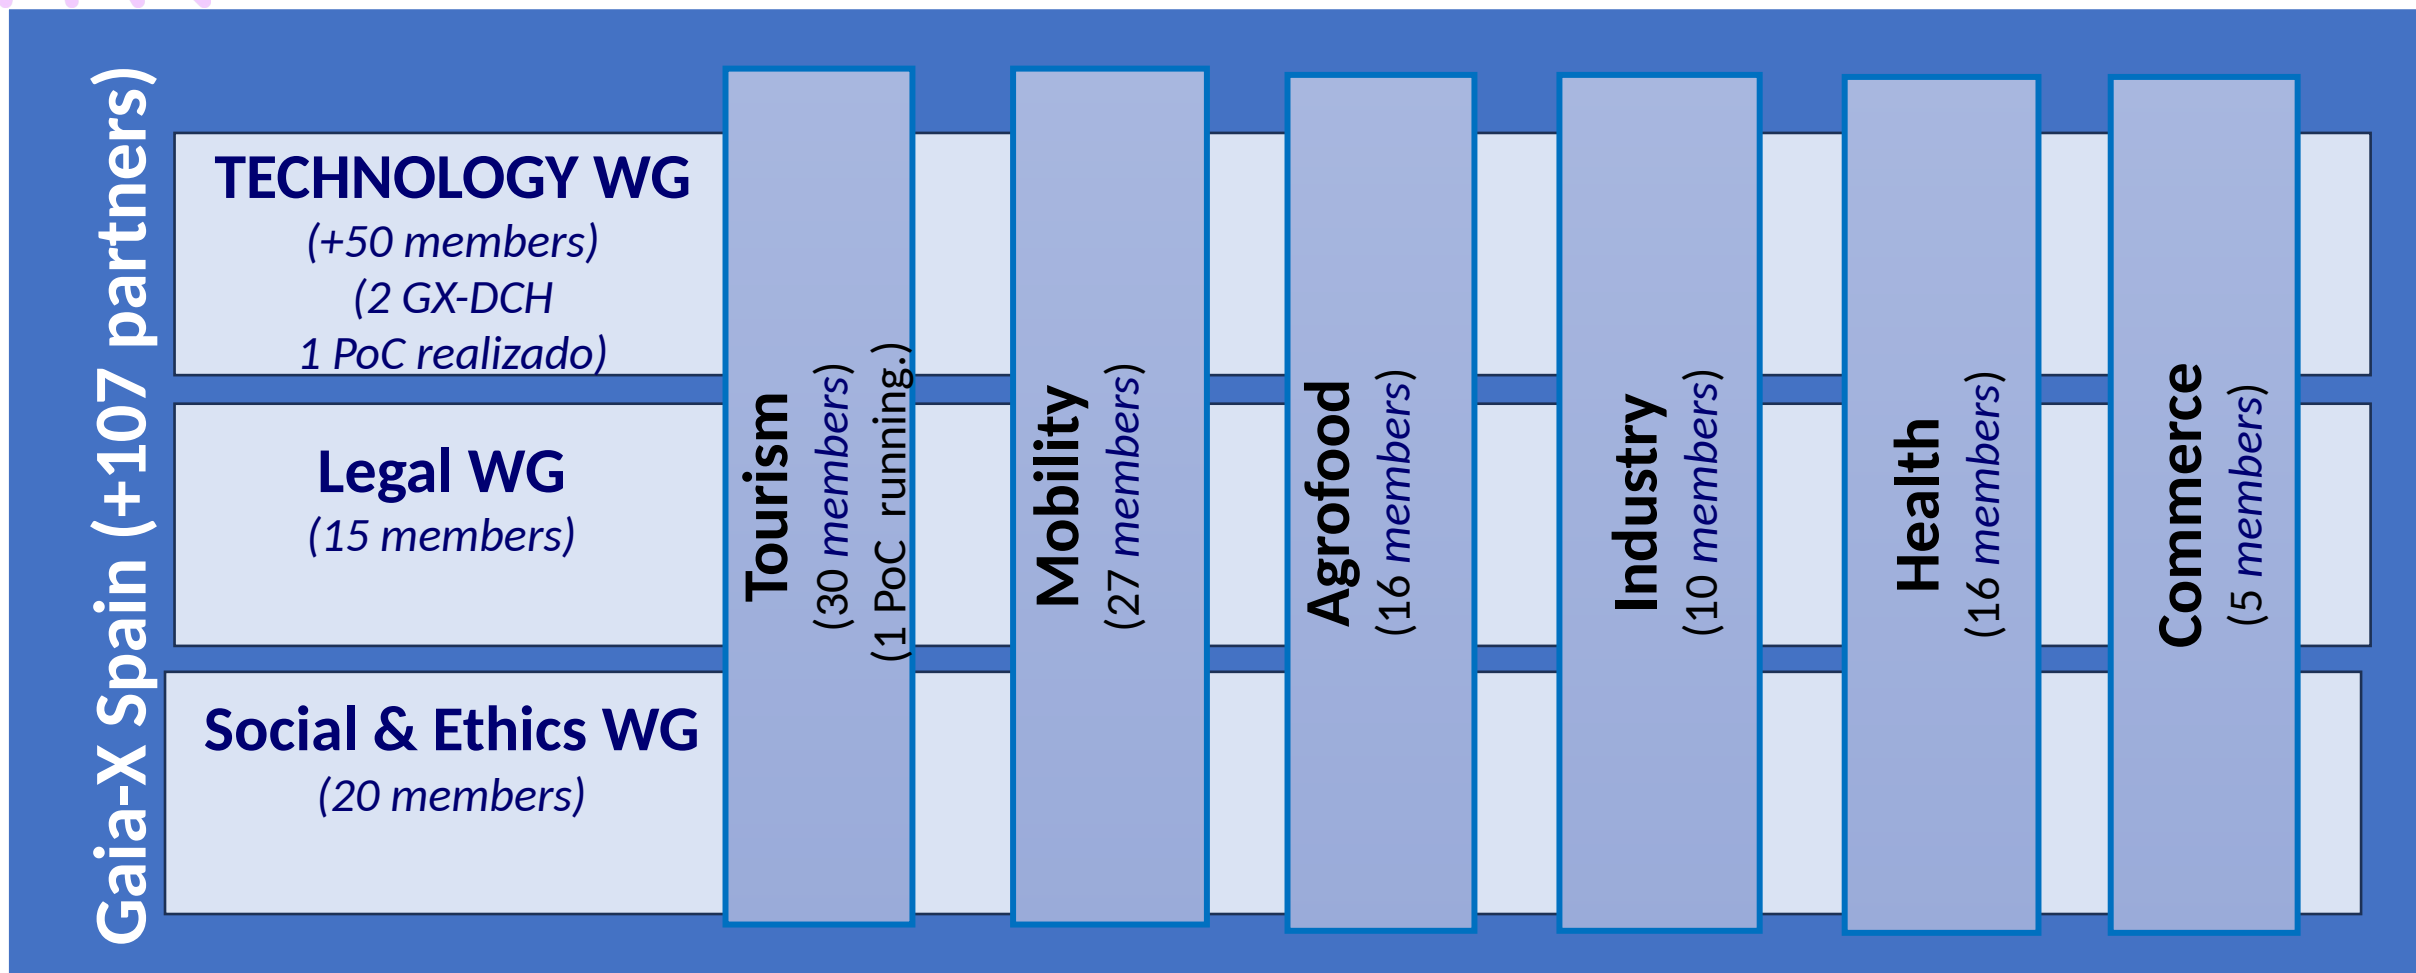 Gaia-X Spain (+107 partners)
TECHNOLOGY WG
(+50 members)
(2 GX-DCH
1 PoC realizado)
Legal WG
(15 members)
Social & Ethics WG
(20 members)
Tourism
(30 members)
(1 PoC running.)
Mobility
(27 members)
Agrofood
(16 members)
Industry
(10 members)
Health
(16 members)
Commerce
(5 members)